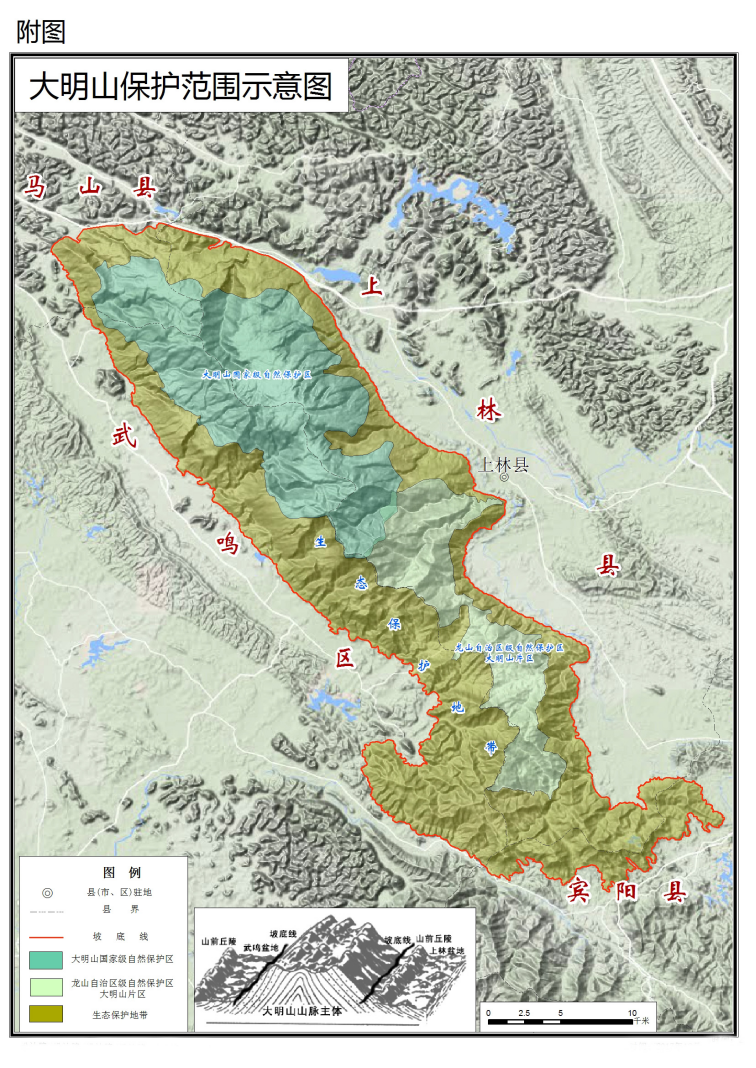 附图
大明山保护范围示意图
马山县
上林县
武鸣区
大明山国家级自然保护区
上林县
生态保护地带
龙山自治区级自然保护区
大明山片区
宾阳县
图 例
县(市、区)驻地
县 界
坡 底 线
大明山国家级自然保护区
龙山自治区级自然保护区
大明山片区
生态保护地带
山前丘陵
武鸣盆地
坡底线
坡底线
山前丘陵
上林盆地
大明山山脉主体
0 2.5 5 10
千米